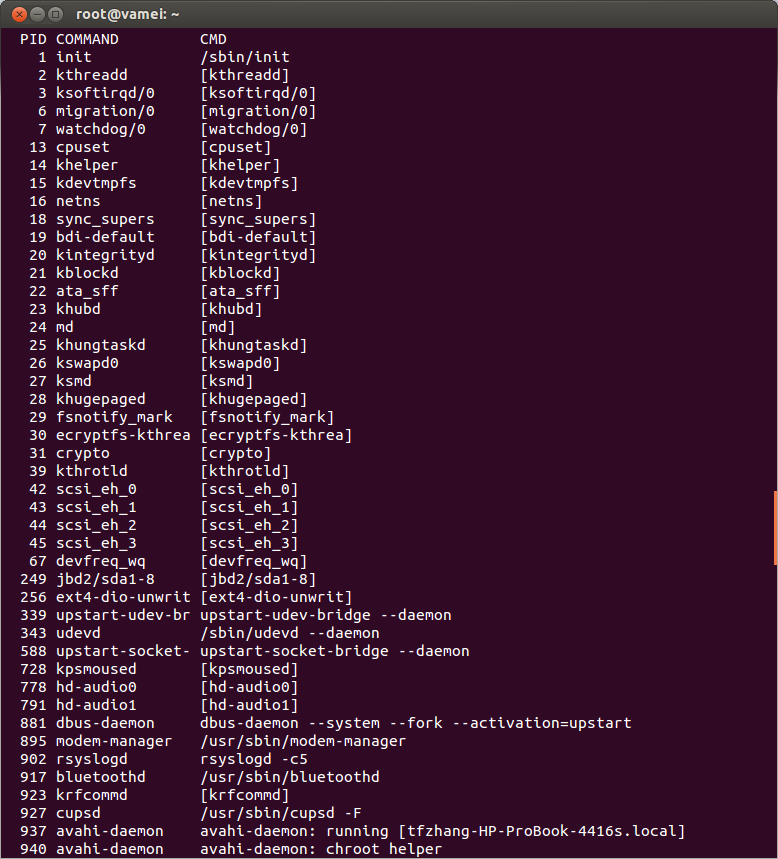 root@vamei: ~
PID COMMAND CMD
1 init /sbin/init
2 kthreadd [kthreadd]
3 ksoftirqd/0 [ksoftirqd/0]
6 migration/0 [migration/0]
7 watchdog/0 [watchdog/0]
13 cpuset [cpuset]
14 khelper [khelper]
15 kdevtmpfs [kdevtmpfs]
16 netns [netns]
18 sync_supers [sync_supers]
19 bdi-default [bdi-default]
20 kintegrityd [kintegrityd]
21 kblockd [kblockd]
22 ata_sff [ata_sff]
23 khubd [khubd]
24 md [md]
25 khungtaskd [khungtaskd]
26 kswapd0 [kswapd0]
27 ksmd [ksmd]
28 khugepaged [khugepaged]
29 fsnotify_mark [fsnotify_mark]
30 ecryptfs-kthrea [ecryptfs-kthrea]
31 crypto [crypto]
39 kthrotld [kthrotld]
42 scsi_eh_0 [scsi_eh_0]
43 scsi_eh_1 [scsi_eh_1]
44 scsi_eh_2 [scsi_eh_2]
45 scsi_eh_3 [scsi_eh_3]
67 devfreq_wq [devfreq_wq]
249 jbd2/sda1-8 [jbd2/sda1-8]
256 ext4-dio-unwrit [ext4-dio-unwrit]
339 upstart-udev-br upstart-udev-bridge --daemon
343 udevd /sbin/udevd --daemon
588 upstart-socket- upstart-socket-bridge --daemon
728 kpsmoused [kpsmoused]
778 hd-audio0 [hd-audio0]
791 hd-audio1 [hd-audio1]
881 dbus-daemon dbus-daemon --system --fork --activation=upstart
895 modem-manager /usr/sbin/modem-manager
902 rsyslogd rsyslogd -c5
917 bluetoothd /usr/sbin/bluetoothd
923 krfcommd [krfcommd]
927 cupsd /usr/sbin/cupsd -F
937 avahi-daemon avahi-daemon: running [tfzhang-HP-ProBook-4416s.local]
940 avahi-daemon avahi-daemon: chroot helper